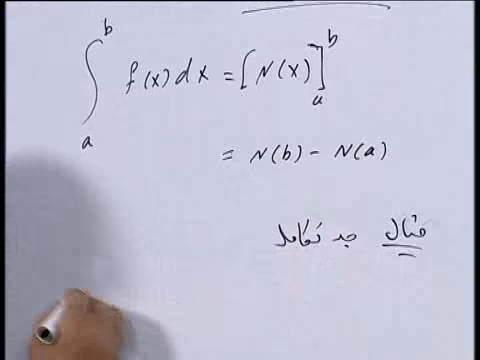 ∫_a^b f(x)dx = [N(x)]_a^b
= N(b) - N(a)
مثال جد تكامل